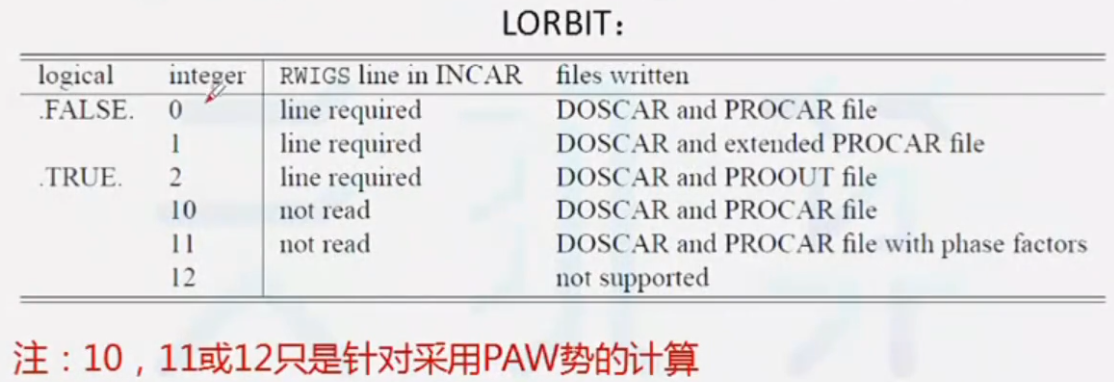 LORBIT:
logical integer RWIGS line in INCAR files written
.FALSE. 0 line required DOSCAR and PROCAR file
1 line required DOSCAR and extended PROCAR file
.TRUE. 2 line required DOSCAR and PROOUT file
10 not read DOSCAR and PROCAR file
11 not read DOSCAR and PROCAR file with phase factors
12 not supported
注：10，11或12只是针对采用PAW势的计算